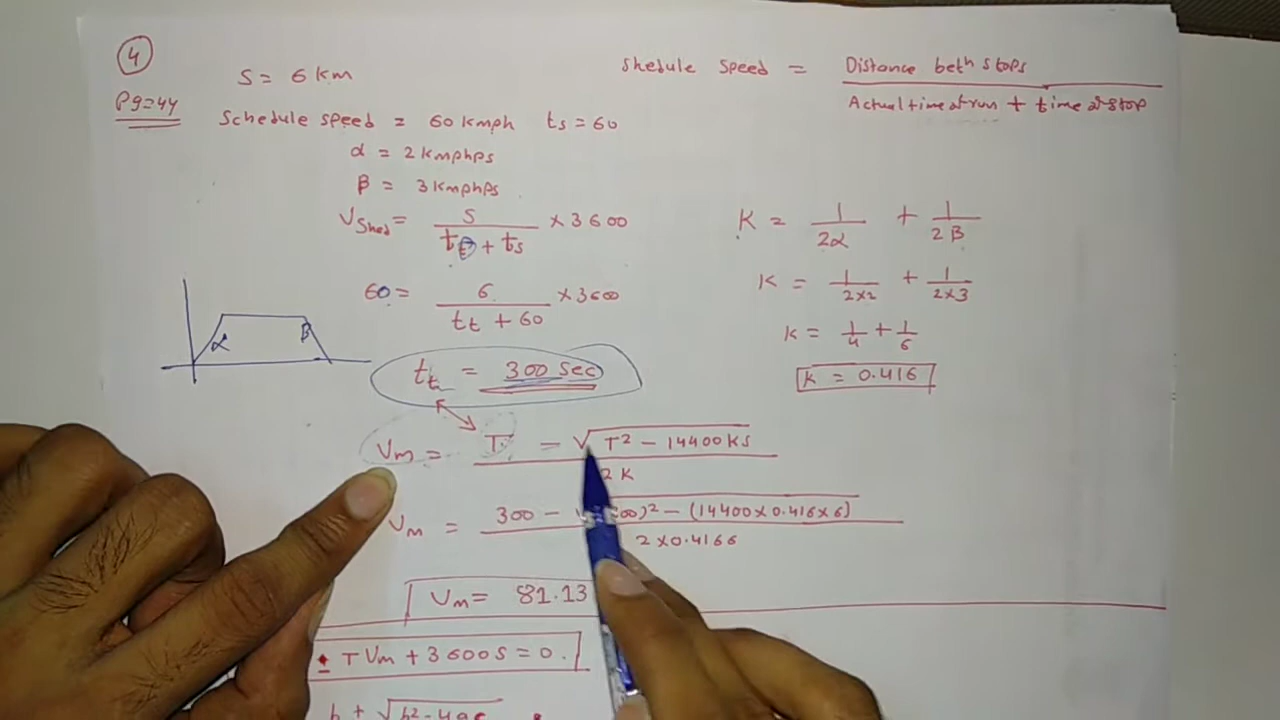 4
Pg=44
S = 6 km
Schedule speed = 60 kmph ts = 60
α = 2 kmphps
β = 3 kmphps
VShed = S / (tt + ts) × 3600
60 = 6 / (tt + 60) × 3600
α β
tt = 300 sec
Vm = T - √T² - 14400 KS / 2K
Vm = 300 - 00)² - (14400 × 0.416 × 6) / 2 × 0.4166
Vm = 81.13
T Vm + 3600 S = 0.
Shedule Speed = Distance betn stops / Actual time of run + time of stop
K = 1/2α + 1/2β
K = 1/2×2 + 1/2×3
K = 1/4 + 1/6
K = 0.416